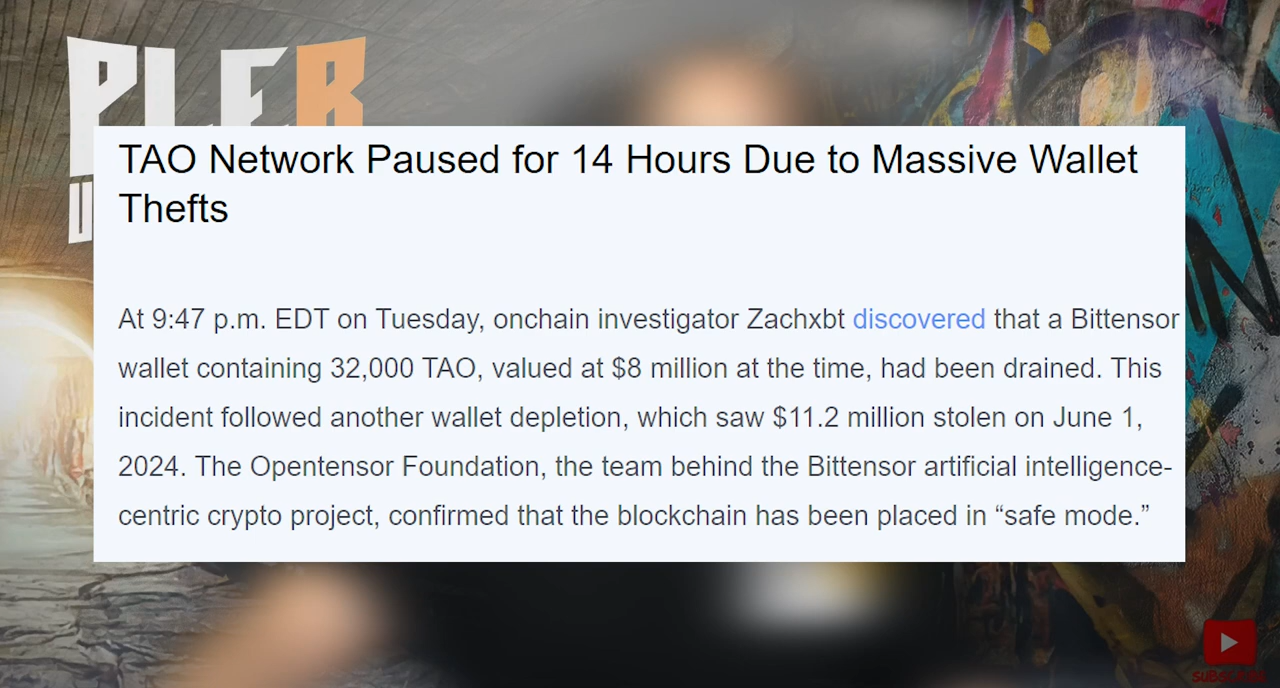 PLEB
U
TAO Network Paused for 14 Hours Due to Massive Wallet
Thefts
At 9:47 p.m. EDT on Tuesday, onchain investigator Zachxbt discovered that a Bittensor
wallet containing 32,000 TAO, valued at $8 million at the time, had been drained. This
incident followed another wallet depletion, which saw $11.2 million stolen on June 1,
2024. The Opentensor Foundation, the team behind the Bittensor artificial intelligence-
centric crypto project, confirmed that the blockchain has been placed in “safe mode.”
SUBSCRIBE